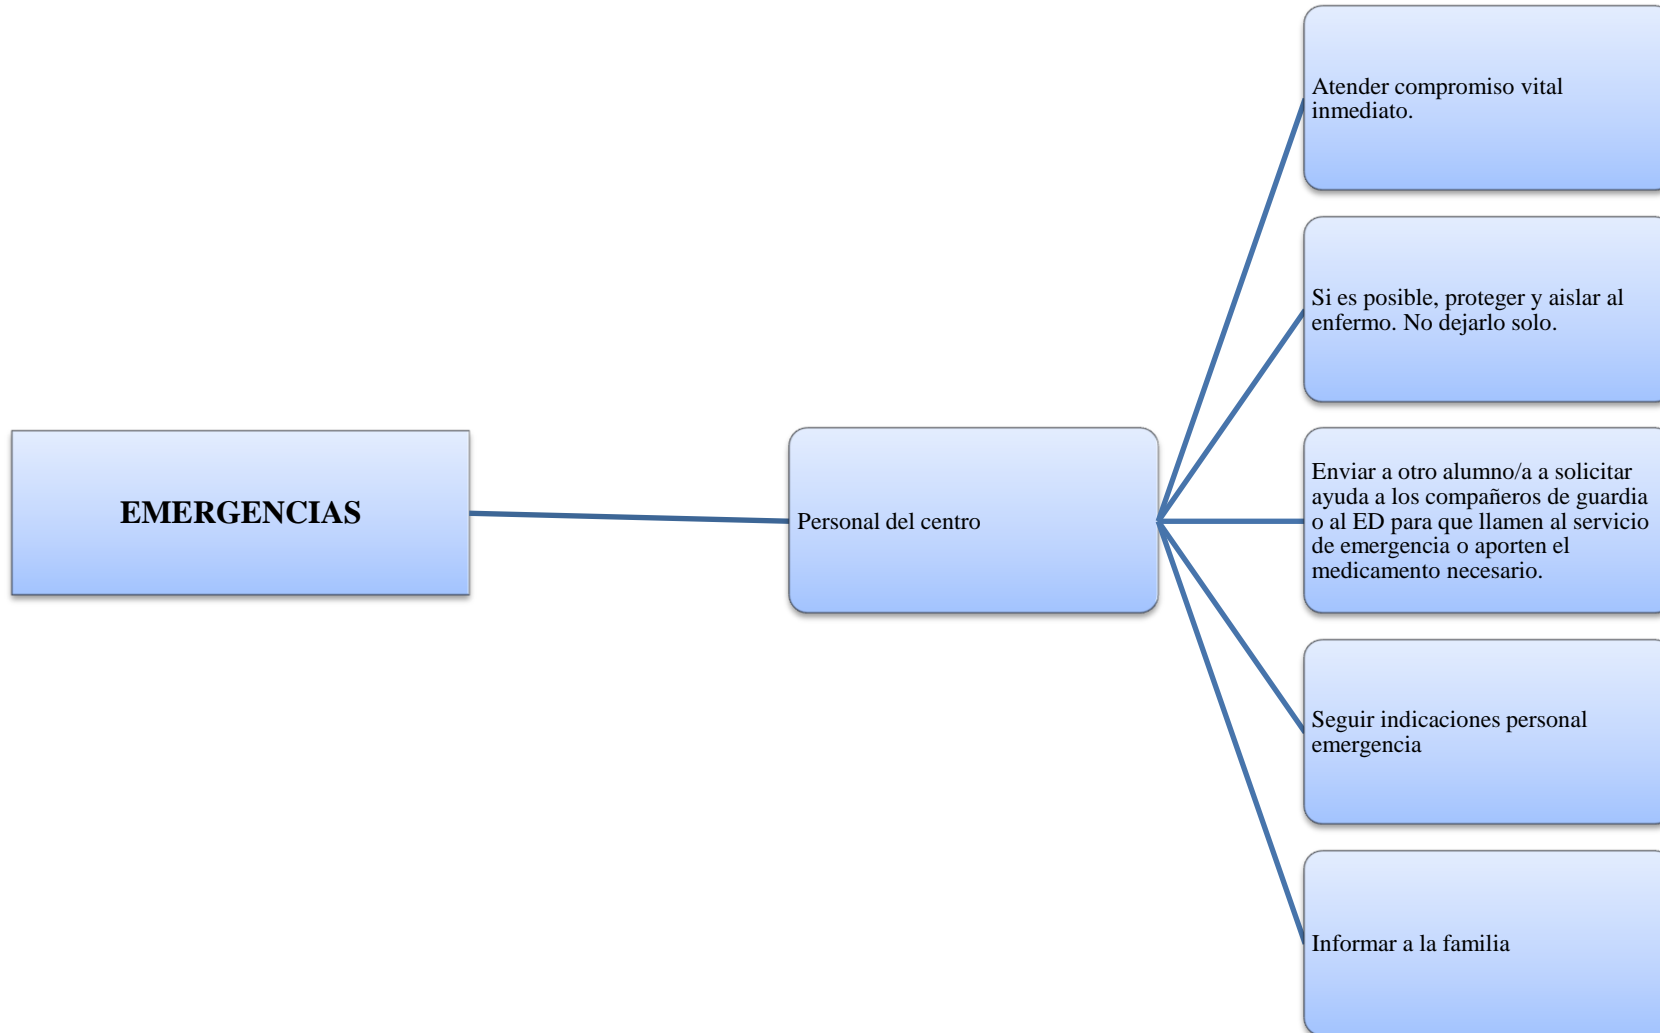 EMERGENCIAS
Personal del centro
Atender compromiso vital
inmediato.
Si es posible, proteger y aislar al
enfermo. No dejarlo solo.
Enviar a otro alumno/a a solicitar
ayuda a los compañeros de guardia
o al ED para que llamen al servicio
de emergencia o aporten el
medicamento necesario.
Seguir indicaciones personal
emergencia
Informar a la familia